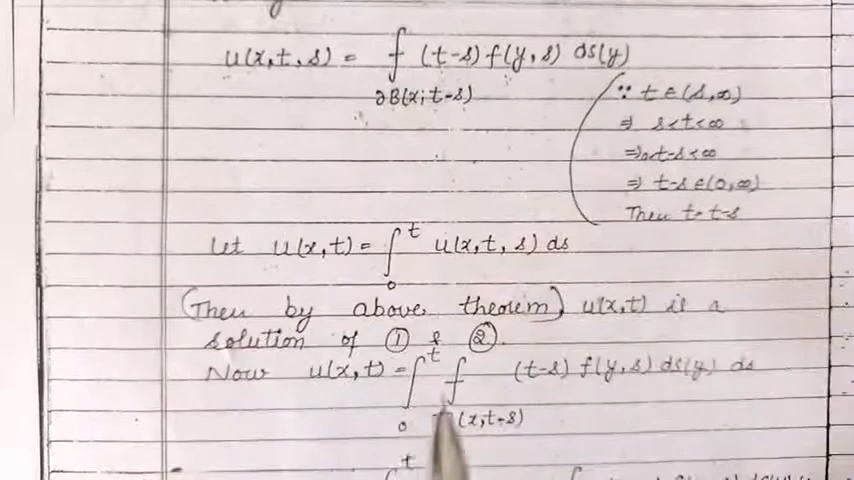 u(x,t,s) = ⨍ (t-s) f(y,s) ds(y)
∂B(x;t-s)
∵ t∈(s,∞)
⇒ s<t<∞
⇒ 0<t-s<∞
⇒ t-s∈(0,∞)
Then t = t-s
Let u(x,t) = ∫₀ᵗ u(x,t,s) ds
(Then by above theorem) u(x,t) is a
solution of ① & ②.
Now u(x,t) = ∫₀ᵗ ⨍ (t-s) f(y,s) ds(y) ds
(x,t-s)
t